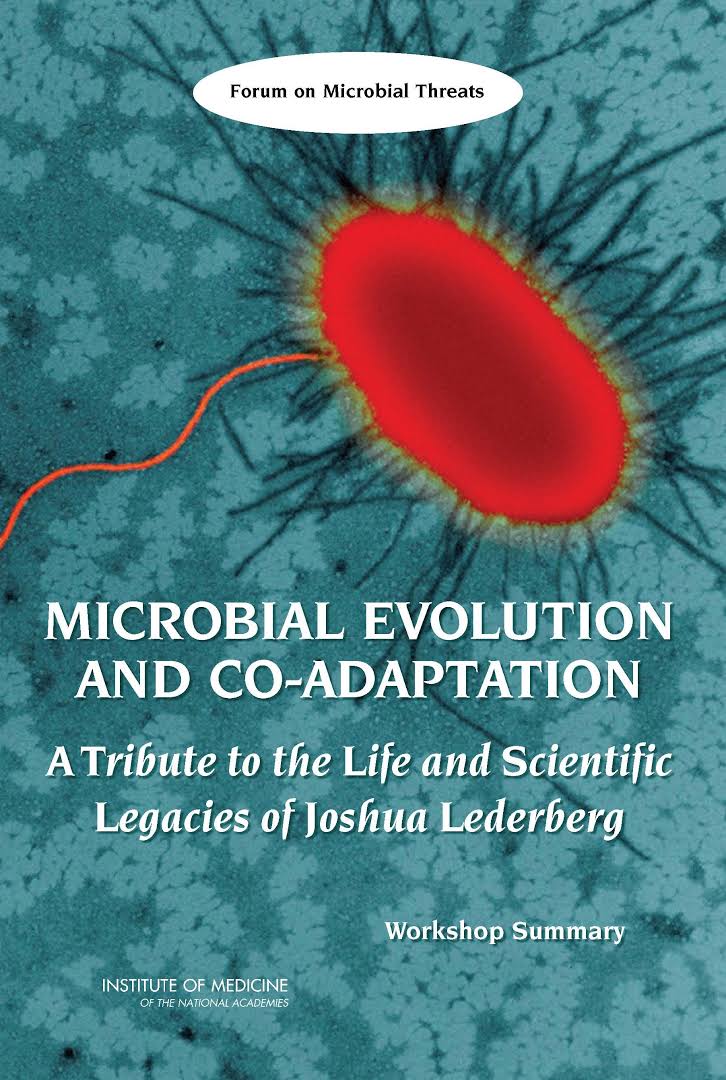 Forum on Microbial Threats
MICROBIAL EVOLUTION
AND CO-ADAPTATION
A Tribute to the Life and Scientific
Legacies of Joshua Lederberg
Workshop Summary
INSTITUTE OF MEDICINE
OF THE NATIONAL ACADEMIES